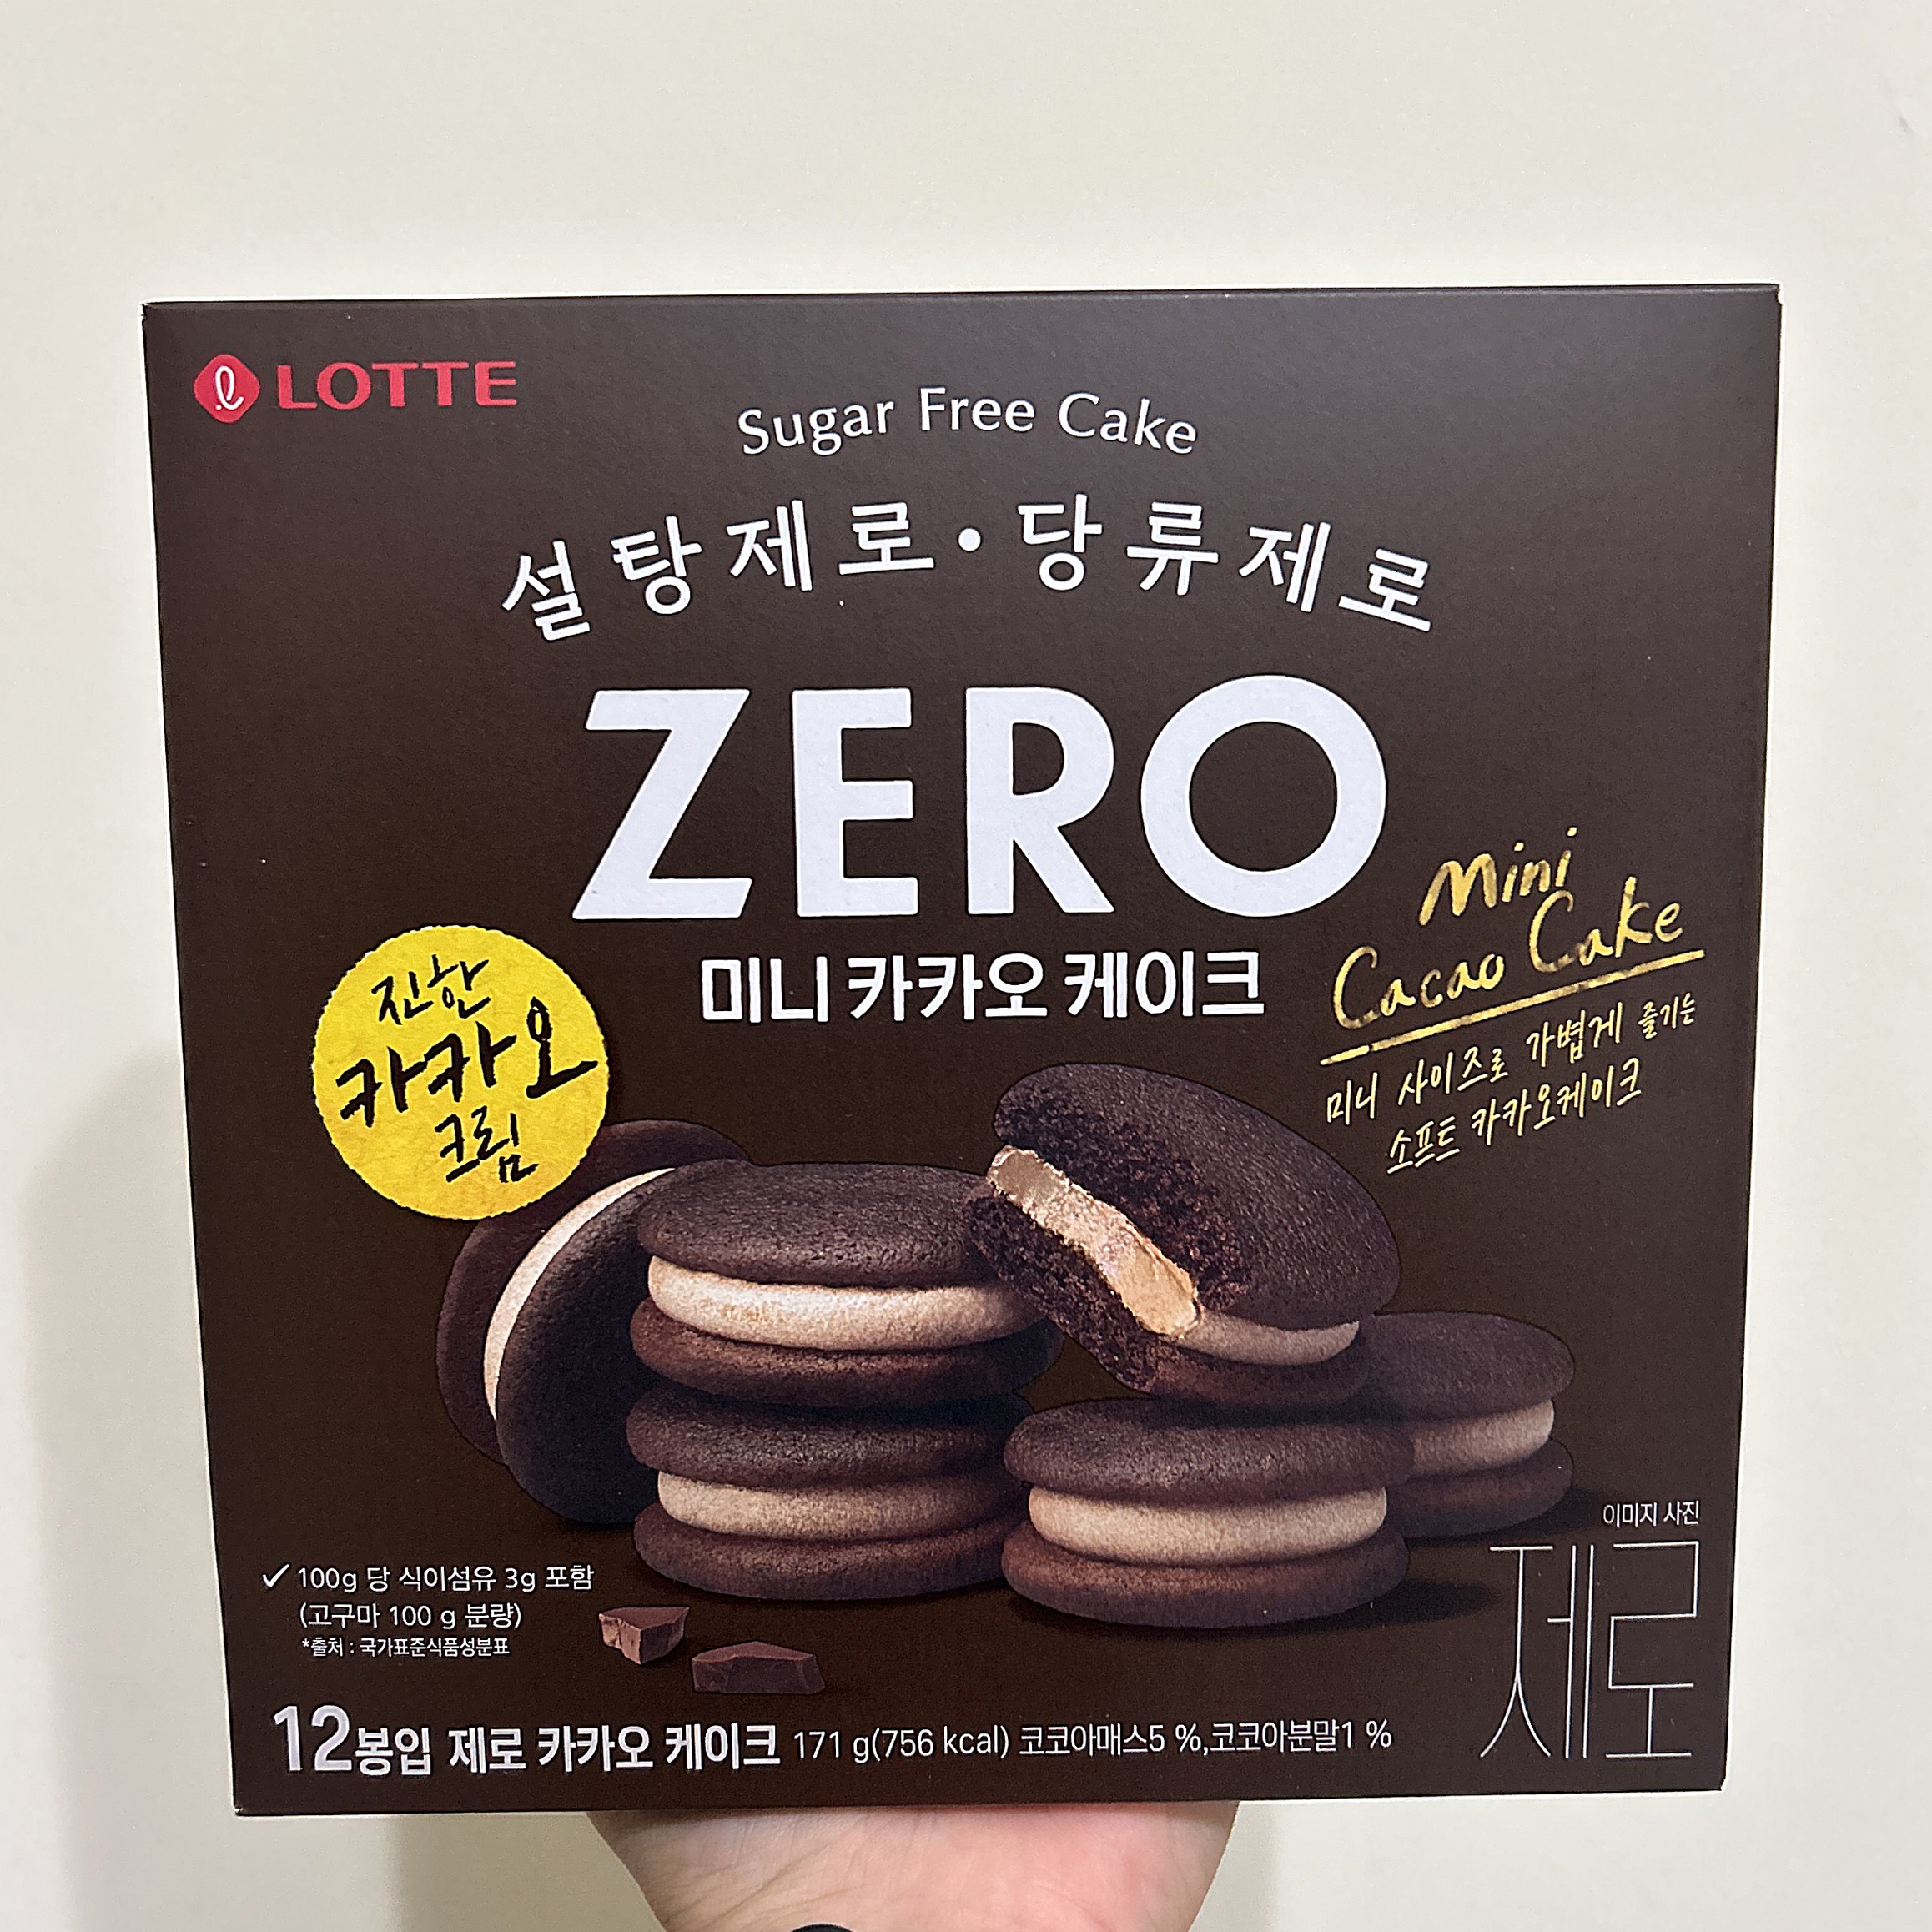 LOTTE
Sugar Free Cake
설탕제로·당류제로
ZERO
미니 카카오 케이크
Mini
Cacao Cake
미니 사이즈로 가볍게 즐기는
소프트 카카오케이크
진한
카카오
크림
이미지 사진
제로
✓ 100g 당 식이섬유 3g 포함
(고구마 100 g 분량)
*출처 : 국가표준식품성분표
12봉입 제로 카카오 케이크 171 g(756 kcal) 코코아매스5 %,코코아분말1 %